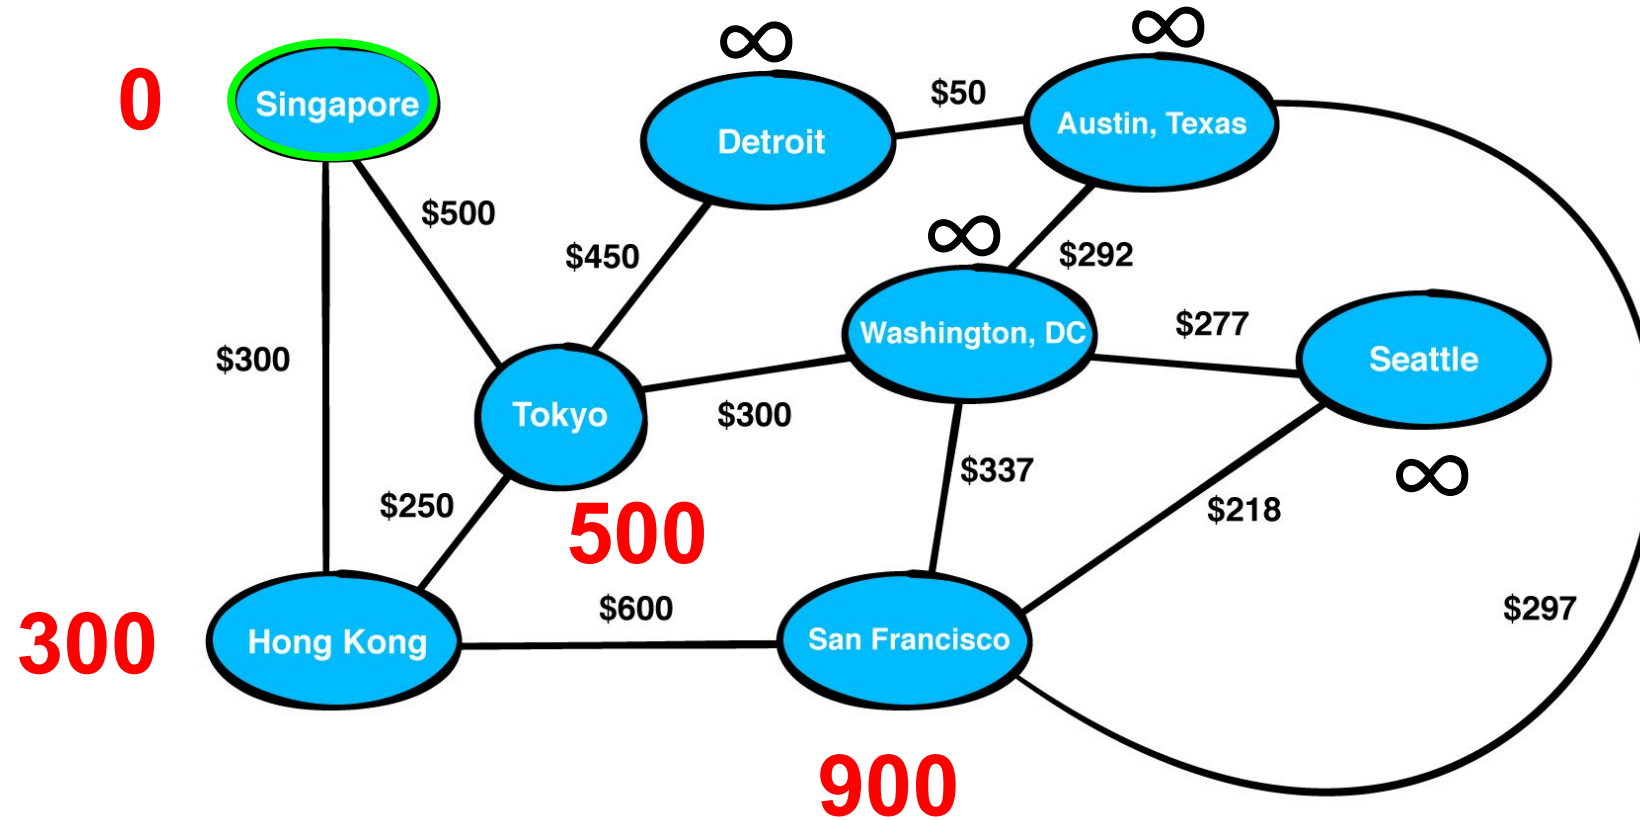 ∞
∞
0
Singapore
Detroit
$50
Austin, Texas
$500
$450
∞
$292
$300
Washington, DC
$277
Seattle
Tokyo
$300
$337
∞
$250
500
$218
300
Hong Kong
$600
San Francisco
$297
900